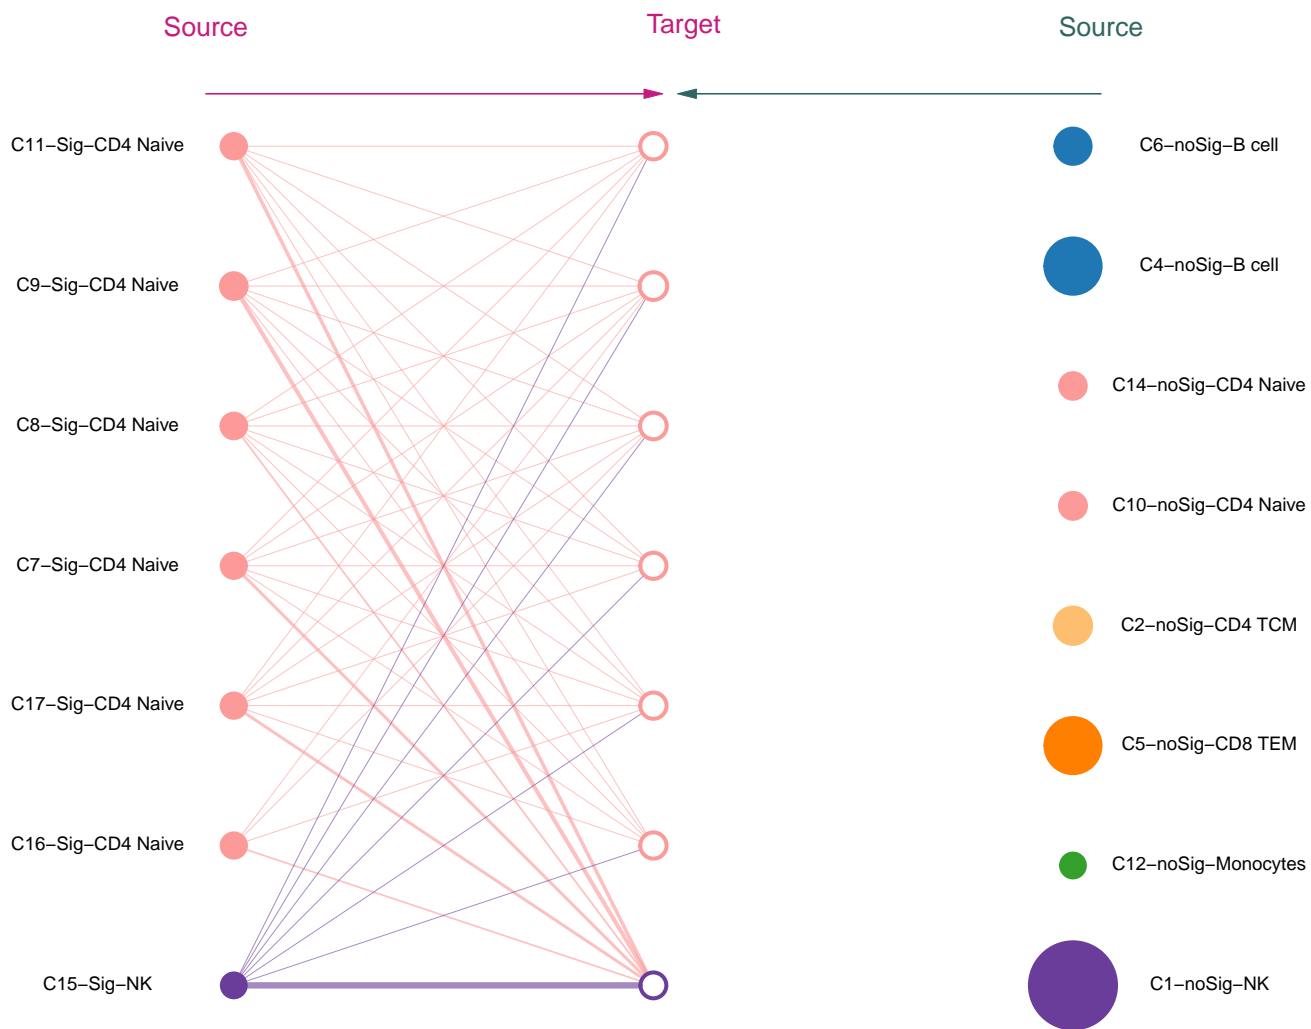 Source
Target
Source
C11−Sig−CD4 Naive
C6−noSig−B cell
C9−Sig−CD4 Naive
C4−noSig−B cell
C14−noSig−CD4 Naive
C8−Sig−CD4 Naive
C10−noSig−CD4 Naive
C7−Sig−CD4 Naive
C2−noSig−CD4 TCM
C17−Sig−CD4 Naive
C5−noSig−CD8 TEM
C16−Sig−CD4 Naive
C12−noSig−Monocytes
C15−Sig−NK
C1−noSig−NK